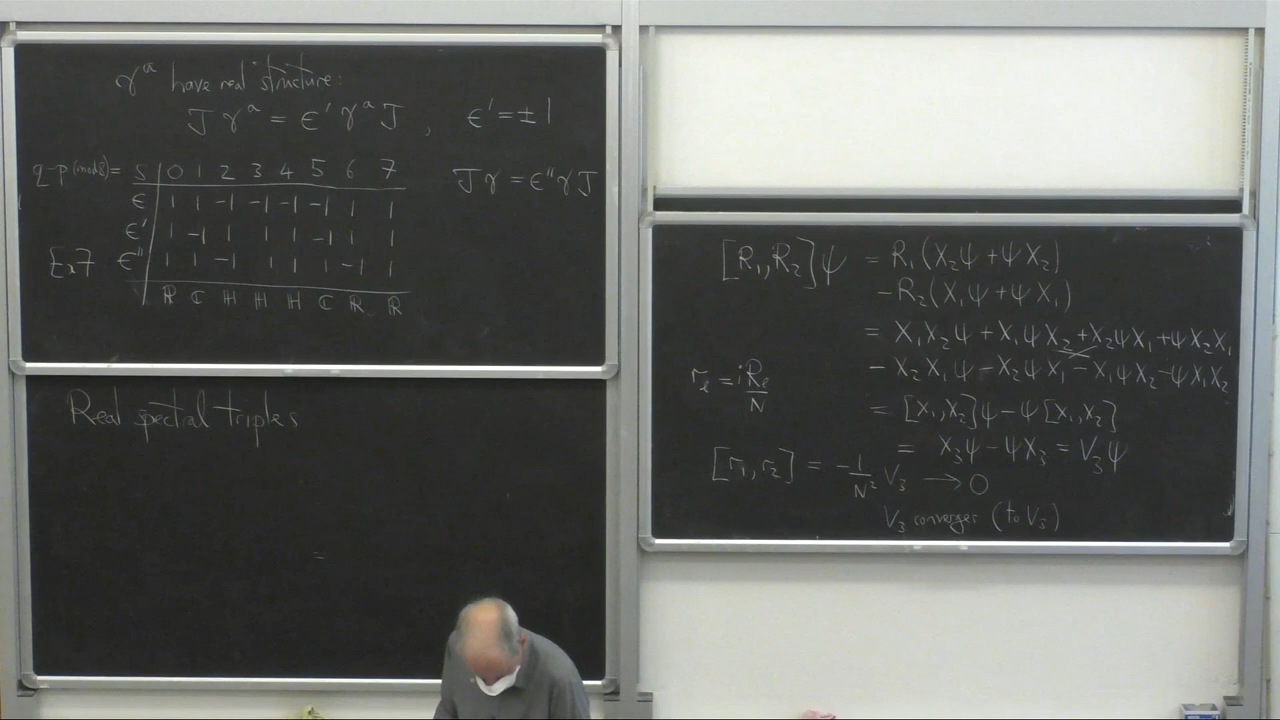 γᵃ have real structure:
J γᵃ = ϵ' γᵃ J , ϵ' = ±1
q-p (mod 8) = S | 0 1 2 3 4 5 6 7
Jγ = ϵ'' γ J
ϵ | 1 1 -1 -1 -1 -1 1 1
ϵ' | 1 -1 1 1 1 -1 1 1
Ex7 ϵ'' | 1 1 -1 1 1 1 -1 1
ℝ ℂ ℍ ℍ ℍ ℂ ℝ ℝ
Real spectral triples
=
[R₁, R₂]ψ = R₁(X₂ψ + ψX₂)
- R₂(X₁ψ + ψX₁)
= X₁X₂ψ + X₁ψX₂ + X₂ψX₁ + ψX₂X₁
- X₂X₁ψ - X₂ψX₁ - X₁ψX₂ - ψX₁X₂
r_ℓ = iR_ℓ/N
= [X₁,X₂]ψ - ψ[X₁,X₂]
= X₃ψ - ψX₃ = V₃ψ
[r₁, r₂] = -1/N² V₃ → 0
V₃ converges (to V₃)